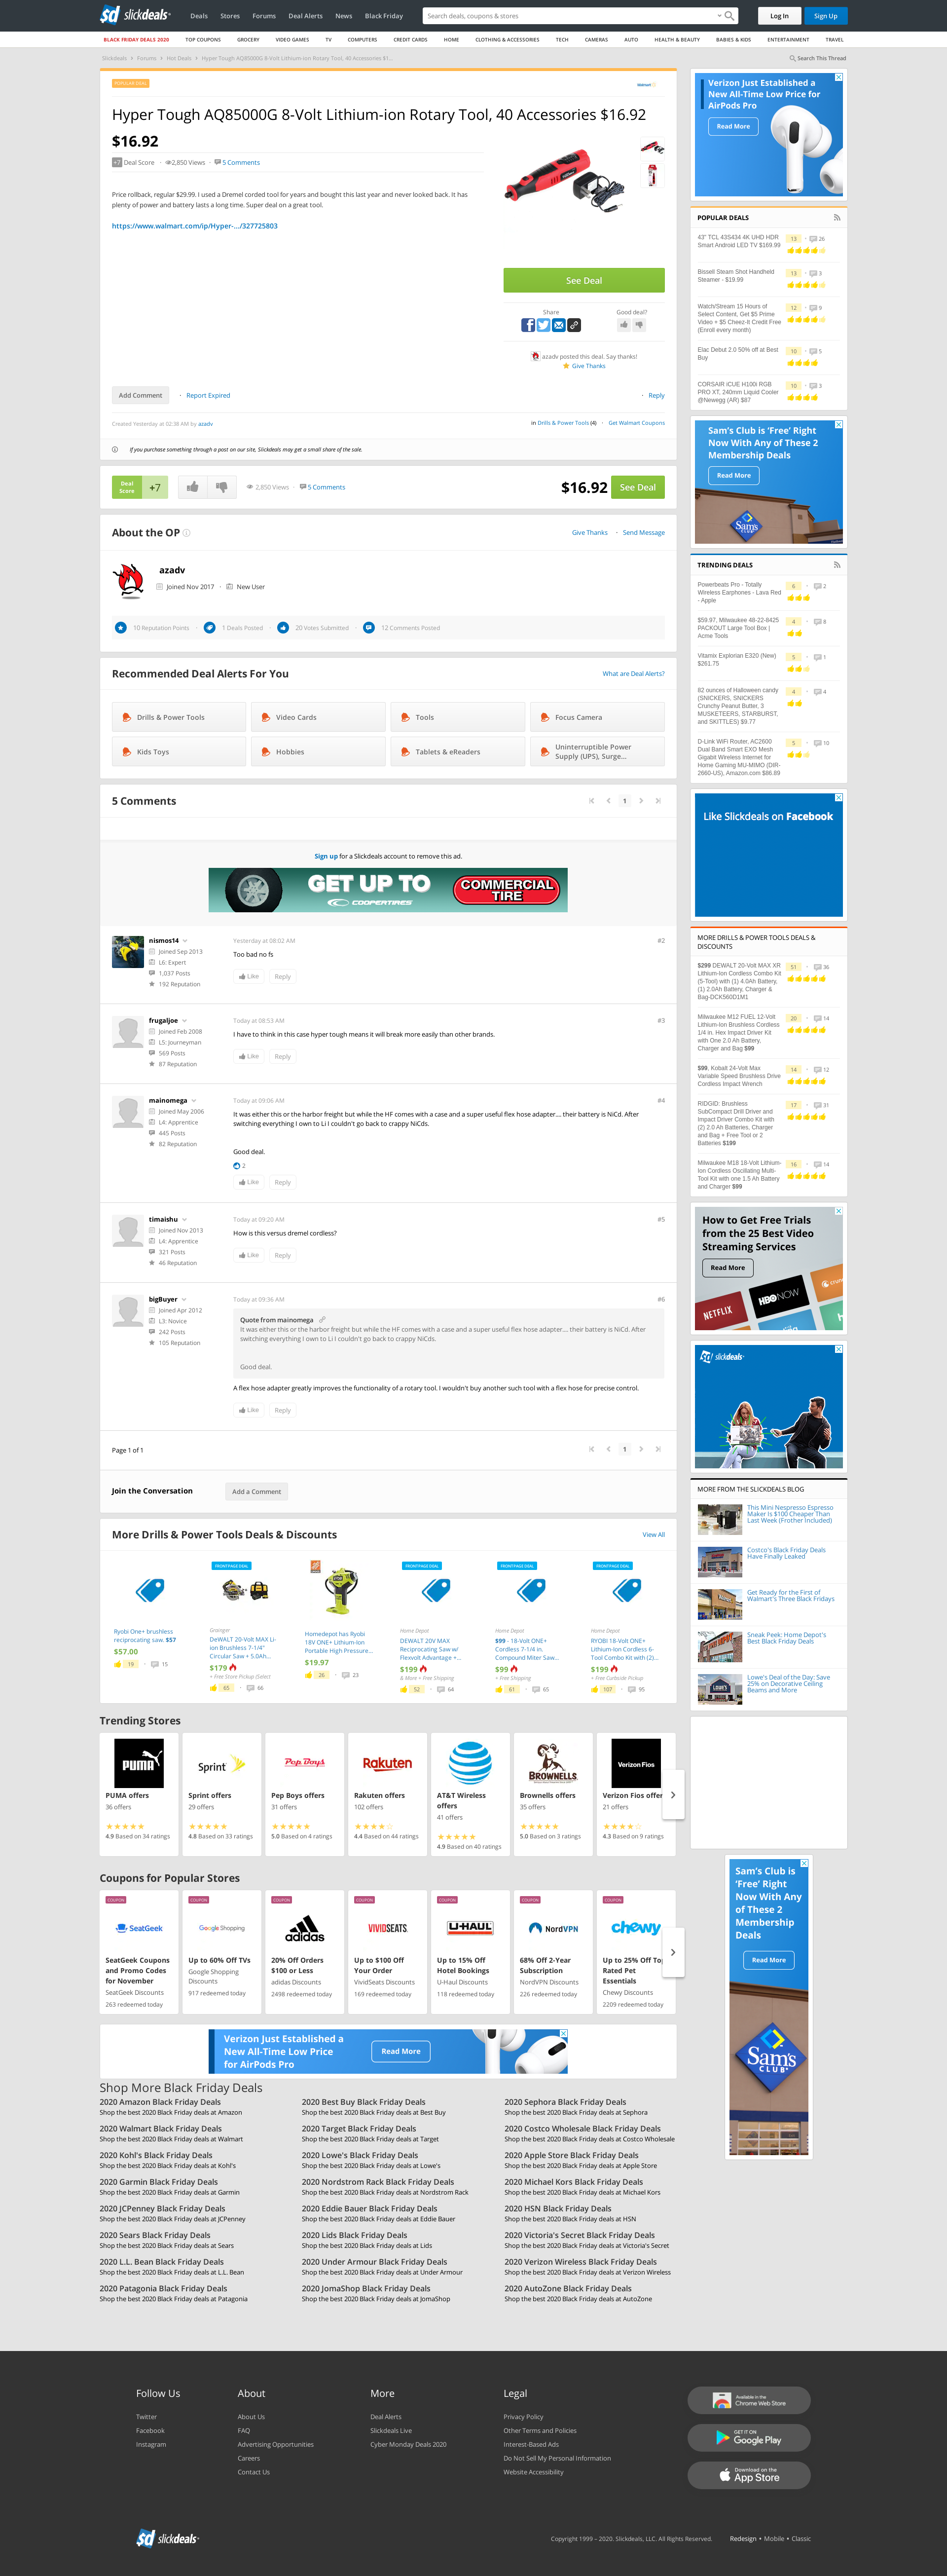 slickdeals
Deals Stores Forums Deal Alerts News Black Friday
Search deals, coupons & stores
Log In Sign Up
BLACK FRIDAY DEALS 2020 TOP COUPONS GROCERY VIDEO GAMES TV COMPUTERS CREDIT CARDS HOME CLOTHING & ACCESSORIES TECH CAMERAS AUTO HEALTH & BEAUTY BABIES & KIDS ENTERTAINMENT TRAVEL
Slickdeals Forums Hot Deals Hyper Tough AQ85000G 8-Volt Lithium-ion Rotary Tool, 40 Accessories $1...
Search This Thread
POPULAR DEAL
Walmart
Hyper Tough AQ85000G 8-Volt Lithium-ion Rotary Tool, 40 Accessories $16.92
$16.92
+7 Deal Score 2,850 Views 5 Comments
Price rollback, regular $29.99. I used a Dremel corded tool for years and bought this last year and never looked back. It has
plenty of power and battery lasts a long time. Super deal on a great tool.
https://www.walmart.com/ip/Hyper-.../327725803
See Deal
Share Good deal?
azadv posted this deal. Say thanks!
Give Thanks
Add Comment Report Expired Reply
Created Yesterday at 02:36 AM by azadv
in Drills & Power Tools (4) Get Walmart Coupons
If you purchase something through a post on our site, Slickdeals may get a small share of the sale.
Deal
Score
+7
2,850 Views 5 Comments
$16.92 See Deal
About the OP
Give Thanks Send Message
azadv
Joined Nov 2017 New User
10 Reputation Points 1 Deals Posted 20 Votes Submitted 12 Comments Posted
Recommended Deal Alerts For You
What are Deal Alerts?
Drills & Power Tools Video Cards Tools Focus Camera
Kids Toys Hobbies Tablets & eReaders Uninterruptible Power
Supply (UPS), Surge...
5 Comments
1
Sign up for a Slickdeals account to remove this ad.
GET UP TO
COOPERTIRES
COMMERCIAL
TIRE
nismos14
Joined Sep 2013
L6: Expert
1,037 Posts
192 Reputation
Yesterday at 08:02 AM #2
Too bad no fs
Like Reply
frugaljoe
Joined Feb 2008
L5: Journeyman
569 Posts
87 Reputation
Today at 08:53 AM #3
I have to think in this case hyper tough means it will break more easily than other brands.
Like Reply
mainomega
Joined May 2006
L4: Apprentice
445 Posts
82 Reputation
Today at 09:06 AM #4
It was either this or the harbor freight but while the HF comes with a case and a super useful flex hose adapter.... their battery is NiCd. After
switching everything I own to Li I couldn't go back to crappy NiCds.
Good deal.
2
Like Reply
timaishu
Joined Nov 2013
L4: Apprentice
321 Posts
46 Reputation
Today at 09:20 AM #5
How is this versus dremel cordless?
Like Reply
bigBuyer
Joined Apr 2012
L3: Novice
242 Posts
105 Reputation
Today at 09:36 AM #6
Quote from mainomega
It was either this or the harbor freight but while the HF comes with a case and a super useful flex hose adapter.... their battery is NiCd. After
switching everything I own to Li I couldn't go back to crappy NiCds.
Good deal.
A flex hose adapter greatly improves the functionality of a rotary tool. I wouldn't buy another such tool with a flex hose for precise control.
Like Reply
Page 1 of 1
1
Join the Conversation Add a Comment
More Drills & Power Tools Deals & Discounts
View All
Ryobi One+ brushless
reciprocating saw. $57
$57.00
19 15
FRONTPAGE DEAL
Grainger
DeWALT 20-Volt MAX Li-
ion Brushless 7-1/4"
Circular Saw + 5.0Ah...
$179
+ Free Store Pickup (Select
65 66
Homedepot has Ryobi
18V ONE+ Lithium-Ion
Portable High Pressure...
$19.97
26 23
FRONTPAGE DEAL
Home Depot
DEWALT 20V MAX
Reciprocating Saw w/
Flexvolt Advantage +...
$199
& More + Free Shipping
52 64
FRONTPAGE DEAL
Home Depot
$99 - 18-Volt ONE+
Cordless 7-1/4 in.
Compound Miter Saw...
$99
+ Free Shipping
61 65
FRONTPAGE DEAL
Home Depot
RYOBI 18-Volt ONE+
Lithium-Ion Cordless 6-
Tool Combo Kit with (2)...
$199
+ Free Curbside Pickup
107 95
Trending Stores
PUMA
PUMA offers
36 offers
4.9 Based on 34 ratings
Sprint
Sprint offers
29 offers
4.8 Based on 33 ratings
Pep Boys
Pep Boys offers
31 offers
5.0 Based on 4 ratings
Rakuten
Rakuten offers
102 offers
4.4 Based on 44 ratings
AT&T Wireless
offers
41 offers
4.9 Based on 40 ratings
BROWNELLS
Brownells offers
35 offers
5.0 Based on 3 ratings
Verizon Fios
Verizon Fios offers
21 offers
4.3 Based on 9 ratings
Coupons for Popular Stores
COUPON
SeatGeek
SeatGeek Coupons
and Promo Codes
for November
SeatGeek Discounts
263 redeemed today
COUPON
Google Shopping
Up to 60% Off TVs
Google Shopping
Discounts
917 redeemed today
COUPON
adidas
20% Off Orders
$100 or Less
adidas Discounts
2498 redeemed today
COUPON
VIVIDSEATS.
Up to $100 Off
Your Order
VividSeats Discounts
169 redeemed today
COUPON
U-HAUL
Up to 15% Off
Hotel Bookings
U-Haul Discounts
118 redeemed today
COUPON
NordVPN
68% Off 2-Year
Subscription
NordVPN Discounts
226 redeemed today
COUPON
chewy
Up to 25% Off Top
Rated Pet
Essentials
Chewy Discounts
2209 redeemed today
Verizon Just Established a
New All-Time Low Price
for AirPods Pro
Read More
Shop More Black Friday Deals
2020 Amazon Black Friday Deals
Shop the best 2020 Black Friday deals at Amazon
2020 Best Buy Black Friday Deals
Shop the best 2020 Black Friday deals at Best Buy
2020 Sephora Black Friday Deals
Shop the best 2020 Black Friday deals at Sephora
2020 Walmart Black Friday Deals
Shop the best 2020 Black Friday deals at Walmart
2020 Target Black Friday Deals
Shop the best 2020 Black Friday deals at Target
2020 Costco Wholesale Black Friday Deals
Shop the best 2020 Black Friday deals at Costco Wholesale
2020 Kohl's Black Friday Deals
Shop the best 2020 Black Friday deals at Kohl's
2020 Lowe's Black Friday Deals
Shop the best 2020 Black Friday deals at Lowe's
2020 Apple Store Black Friday Deals
Shop the best 2020 Black Friday deals at Apple Store
2020 Garmin Black Friday Deals
Shop the best 2020 Black Friday deals at Garmin
2020 Nordstrom Rack Black Friday Deals
Shop the best 2020 Black Friday deals at Nordstrom Rack
2020 Michael Kors Black Friday Deals
Shop the best 2020 Black Friday deals at Michael Kors
2020 JCPenney Black Friday Deals
Shop the best 2020 Black Friday deals at JCPenney
2020 Eddie Bauer Black Friday Deals
Shop the best 2020 Black Friday deals at Eddie Bauer
2020 HSN Black Friday Deals
Shop the best 2020 Black Friday deals at HSN
2020 Sears Black Friday Deals
Shop the best 2020 Black Friday deals at Sears
2020 Lids Black Friday Deals
Shop the best 2020 Black Friday deals at Lids
2020 Victoria's Secret Black Friday Deals
Shop the best 2020 Black Friday deals at Victoria's Secret
2020 L.L. Bean Black Friday Deals
Shop the best 2020 Black Friday deals at L.L. Bean
2020 Under Armour Black Friday Deals
Shop the best 2020 Black Friday deals at Under Armour
2020 Verizon Wireless Black Friday Deals
Shop the best 2020 Black Friday deals at Verizon Wireless
2020 Patagonia Black Friday Deals
Shop the best 2020 Black Friday deals at Patagonia
2020 JomaShop Black Friday Deals
Shop the best 2020 Black Friday deals at JomaShop
2020 AutoZone Black Friday Deals
Shop the best 2020 Black Friday deals at AutoZone
Verizon Just Established a
New All-Time Low Price for
AirPods Pro
Read More
POPULAR DEALS
43" TCL 43S434 4K UHD HDR
Smart Android LED TV $169.99
13 26
Bissell Steam Shot Handheld
Steamer - $19.99
13 3
Watch/Stream 15 Hours of
Select Content, Get $5 Prime
Video + $5 Cheez-It Credit Free
(Enroll every month)
12 9
Elac Debut 2.0 50% off at Best
Buy
10 5
CORSAIR iCUE H100i RGB
PRO XT, 240mm Liquid Cooler
@Newegg (AR) $87
10 3
Sam's Club is 'Free' Right
Now With Any of These 2
Membership Deals
Read More
Sam's
CLUB
TRENDING DEALS
Powerbeats Pro - Totally
Wireless Earphones - Lava Red
- Apple
6 2
$59.97, Milwaukee 48-22-8425
PACKOUT Large Tool Box |
Acme Tools
4 8
Vitamix Explorian E320 (New)
$261.75
5 1
82 ounces of Halloween candy
(SNICKERS, SNICKERS
Crunchy Peanut Butter, 3
MUSKETEERS, STARBURST,
and SKITTLES) $9.77
4 4
D-Link WiFi Router, AC2600
Dual Band Smart EXO Mesh
Gigabit Wireless Internet for
Home Gaming MU-MIMO (DIR-
2660-US), Amazon.com $86.89
5 10
Like Slickdeals on Facebook
MORE DRILLS & POWER TOOLS DEALS &
DISCOUNTS
$299 DEWALT 20-Volt MAX XR
Lithium-Ion Cordless Combo Kit
(5-Tool) with (1) 4.0Ah Battery,
(1) 2.0Ah Battery, Charger &
Bag-DCK560D1M1
51 36
Milwaukee M12 FUEL 12-Volt
Lithium-Ion Brushless Cordless
1/4 in. Hex Impact Driver Kit
with One 2.0 Ah Battery,
Charger and Bag $99
20 14
$99, Kobalt 24-Volt Max
Variable Speed Brushless Drive
Cordless Impact Wrench
14 12
RIDGID: Brushless
SubCompact Drill Driver and
Impact Driver Combo Kit with
(2) 2.0 Ah Batteries, Charger
and Bag + Free Tool or 2
Batteries $199
17 31
Milwaukee M18 18-Volt Lithium-
Ion Cordless Oscillating Multi-
Tool Kit with one 1.5 Ah Battery
and Charger $99
16 14
How to Get Free Trials
from the 25 Best Video
Streaming Services
Read More
NETFLIX
HBO NOW
slickdeals
MORE FROM THE SLICKDEALS BLOG
This Mini Nespresso Espresso
Maker Is $100 Cheaper Than
Last Week (Frother Included)
Costco's Black Friday Deals
Have Finally Leaked
Get Ready for the First of
Walmart's Three Black Fridays
Sneak Peek: Home Depot's
Best Black Friday Deals
Lowe's Deal of the Day: Save
25% on Decorative Ceiling
Beams and More
Sam's Club is
'Free' Right
Now With Any
of These 2
Membership
Deals
Read More
Sam's
CLUB
Follow Us
Twitter
Facebook
Instagram
About
About Us
FAQ
Advertising Opportunities
Careers
Contact Us
More
Deal Alerts
Slickdeals Live
Cyber Monday Deals 2020
Legal
Privacy Policy
Other Terms and Policies
Interest-Based Ads
Do Not Sell My Personal Information
Website Accessibility
Available in the
Chrome Web Store
GET IT ON
Google Play
Download on the
App Store
slickdeals
Copyright 1999 – 2020. Slickdeals, LLC. All Rights Reserved. Redesign • Mobile • Classic